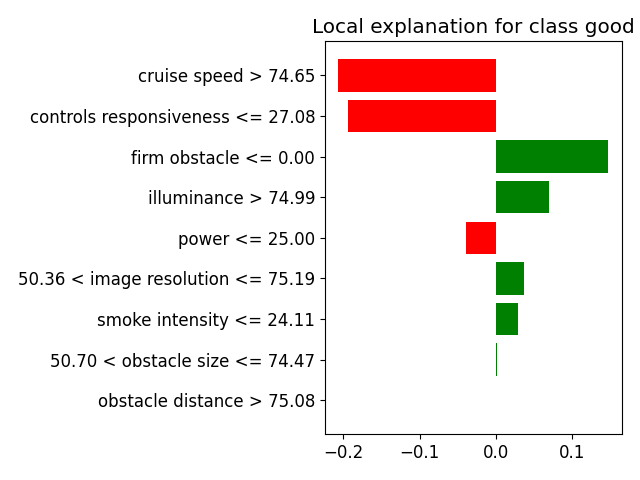 Local explanation for class good
cruise speed > 74.65
controls responsiveness <= 27.08
firm obstacle <= 0.00
illuminance > 74.99
power <= 25.00
50.36 < image resolution <= 75.19
smoke intensity <= 24.11
50.70 < obstacle size <= 74.47
obstacle distance > 75.08
−0.2 −0.1 0.0 0.1